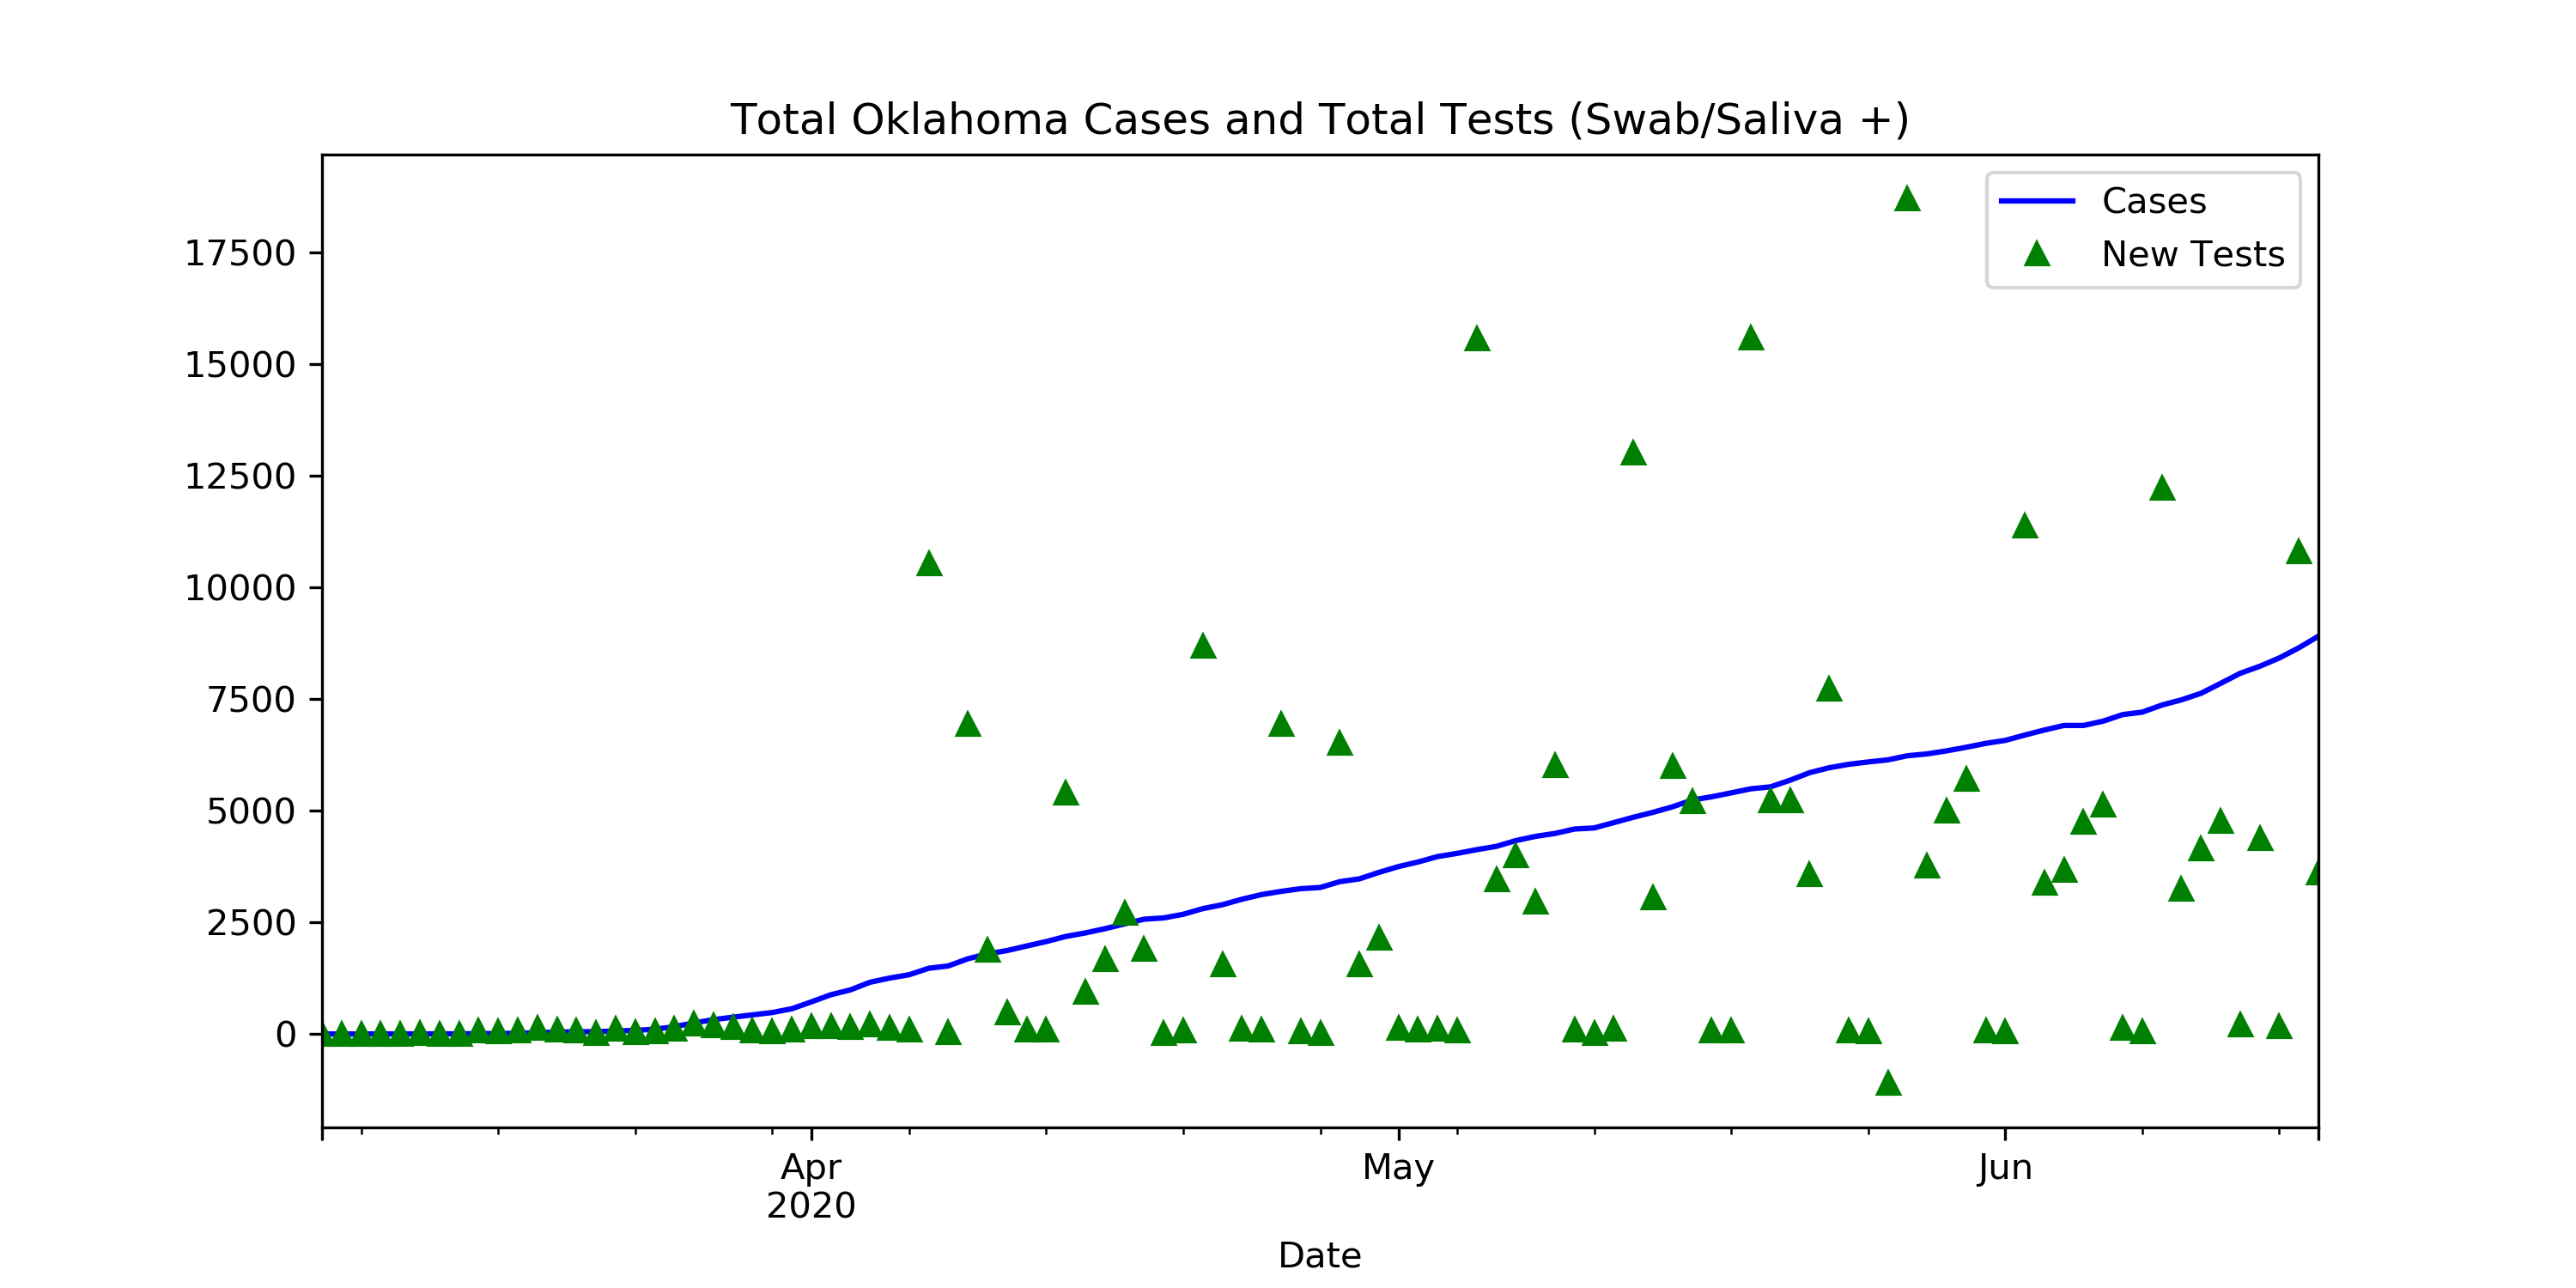 Total Oklahoma Cases and Total Tests (Swab/Saliva +)
Cases
New Tests
17500
15000
12500
10000
7500
5000
2500
0
Apr
2020
May
Jun
Date